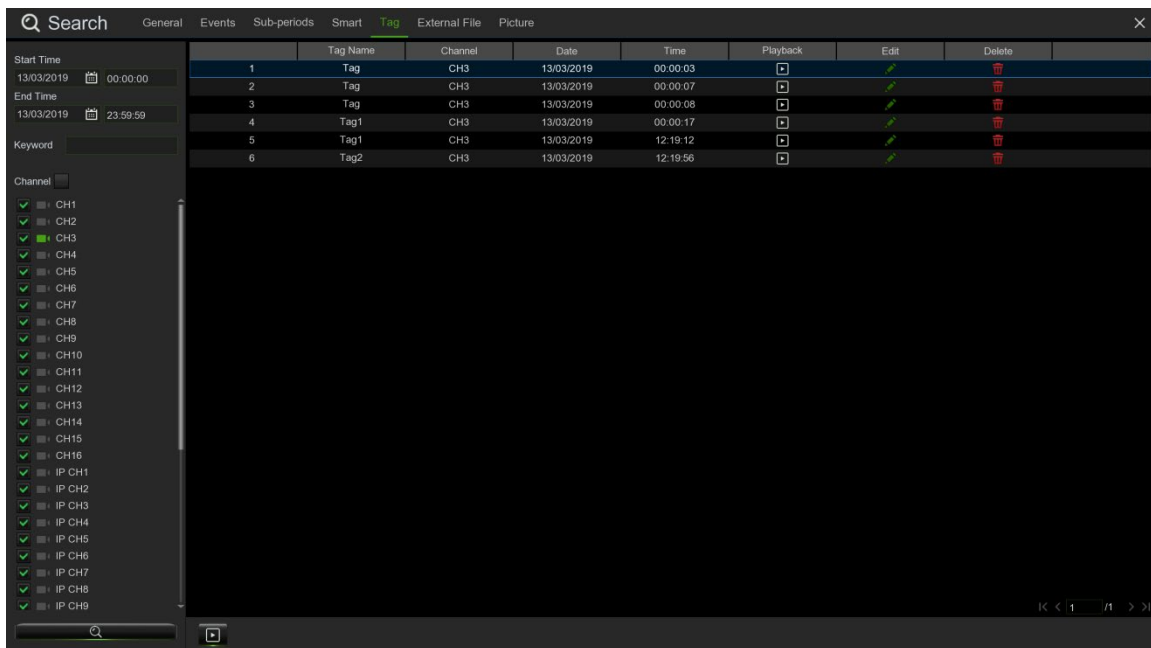 Search General Events Sub-periods Smart Tag External File Picture
Start Time
13/03/2019 00:00:00
End Time
13/03/2019 23:59:59
Keyword
Channel
CH1
CH2
CH3
CH4
CH5
CH6
CH7
CH8
CH9
CH10
CH11
CH12
CH13
CH14
CH15
CH16
IP CH1
IP CH2
IP CH3
IP CH4
IP CH5
IP CH6
IP CH7
IP CH8
IP CH9
Tag Name Channel Date Time Playback Edit Delete
1 Tag CH3 13/03/2019 00:00:03
2 Tag CH3 13/03/2019 00:00:07
3 Tag CH3 13/03/2019 00:00:08
4 Tag1 CH3 13/03/2019 00:00:17
5 Tag1 CH3 13/03/2019 12:19:12
6 Tag2 CH3 13/03/2019 12:19:56
1 /1